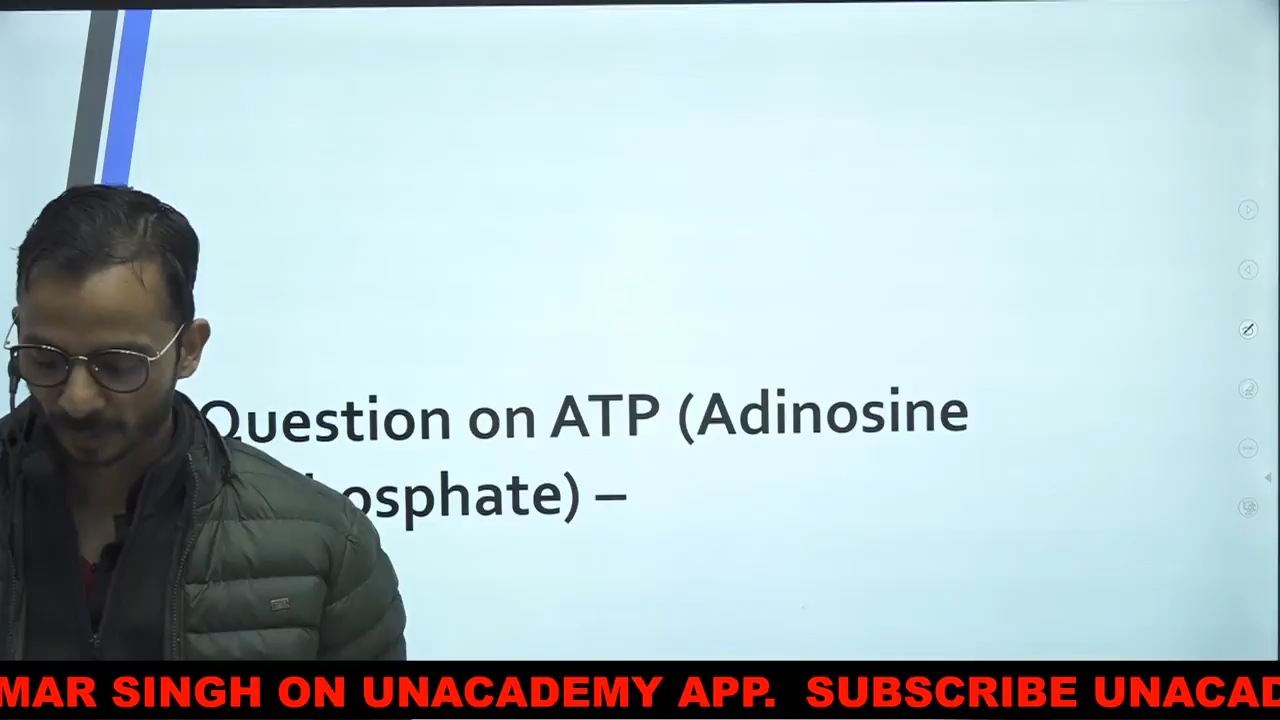 Question on ATP (Adinosine
osphate) –
MAR SINGH ON UNACADEMY APP. SUBSCRIBE UNACAD